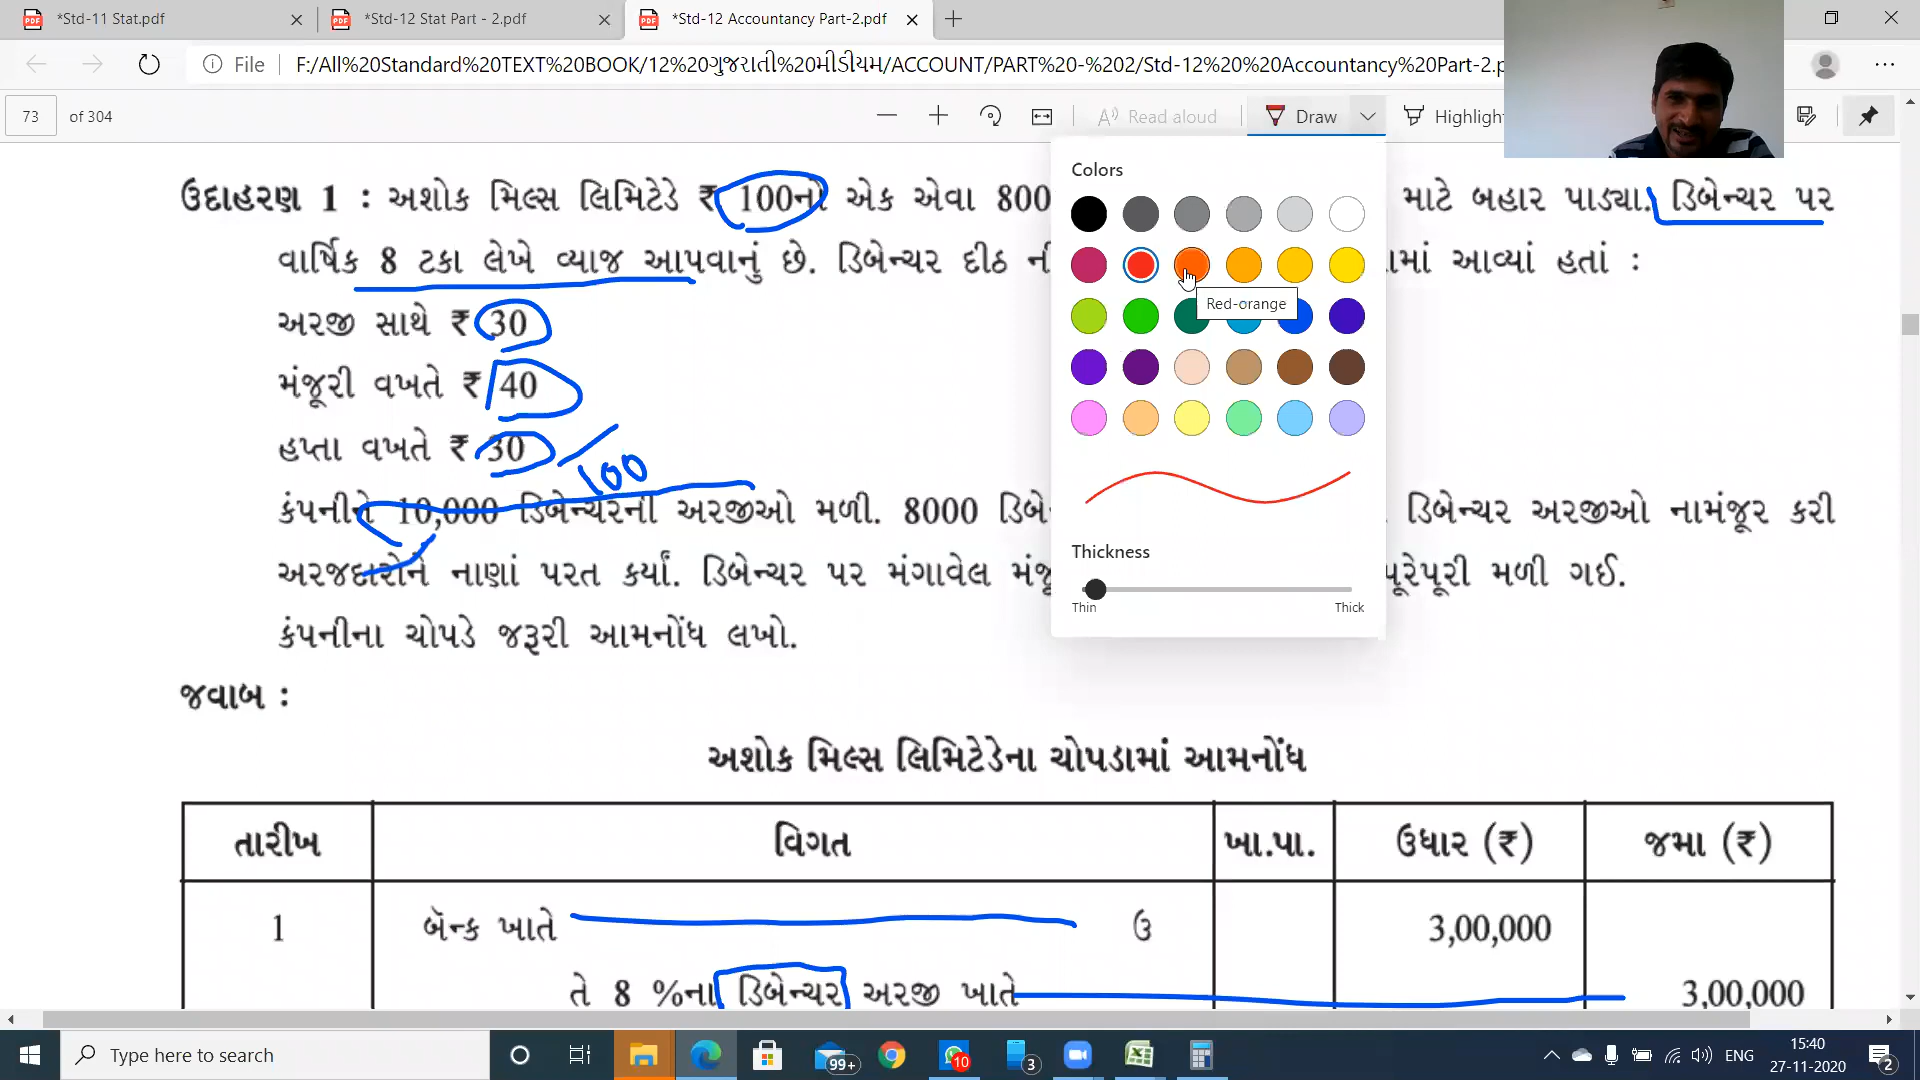 *Std-11 Stat.pdf
*Std-12 Stat Part - 2.pdf
*Std-12 Accountancy Part-2.pdf
File
F:/All%20Standard%20TEXT%20BOOK/12%20ગુજરાતી%20મીડીયમ/ACCOUNT/PART%20-%202/Std-12%20%20Accountancy%20Part-2.p
73 of 304
Read aloud
Draw
Highligh
Colors
Red-orange
Thickness
Thin
Thick
ઉદાહરણ 1 : અશોક મિલ્સ લિમિટેડે ₹ 100નો એક એવા 800 માટે બહાર પાડ્યા. ડિબેન્ચર પર
વાર્ષિક 8 ટકા લેખે વ્યાજ આપવાનું છે. ડિબેન્ચર દીઠ ની માં આવ્યાં હતાં :
અરજી સાથે ₹ 30
મંજૂરી વખતે ₹ 40
હપ્તા વખતે ₹ 30
100
કંપનીને 10,000 ડિબેન્ચરની અરજીઓ મળી. 8000 ડિબે ડિબેન્ચર અરજીઓ નામંજૂર કરી
અરજદારોને નાણાં પરત કર્યાં. ડિબેન્ચર પર મંગાવેલ મંજૂ પૂરેપૂરી મળી ગઈ.
કંપનીના ચોપડે જરૂરી આમનોંધ લખો.
જવાબ :
અશોક મિલ્સ લિમિટેડેના ચોપડામાં આમનોંધ
તારીખ વિગત ખા.પા. ઉધાર (₹) જમા (₹)
1 બૅન્ક ખાતે ઉ 3,00,000
તે 8 %ના ડિબેન્ચર અરજી ખાતે 3,00,000
Type here to search
99+
10
3
ENG
15:40
27-11-2020
2